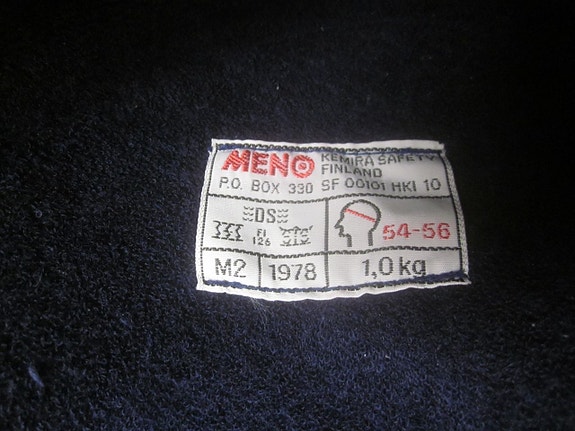 MENO KEMIRA SAFETY
FINLAND
P.O. BOX 330 SF 00101 HKI 10
DS
FI
126
54-56
M2 1978 1,0 kg